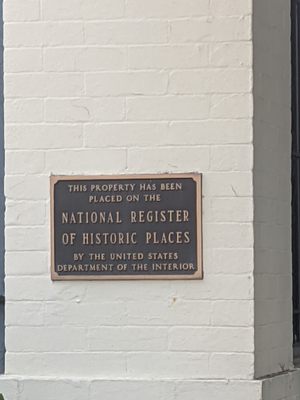 THIS PROPERTY HAS BEEN
PLACED ON THE
NATIONAL REGISTER
OF HISTORIC PLACES
BY THE UNITED STATES
DEPARTMENT OF THE INTERIOR